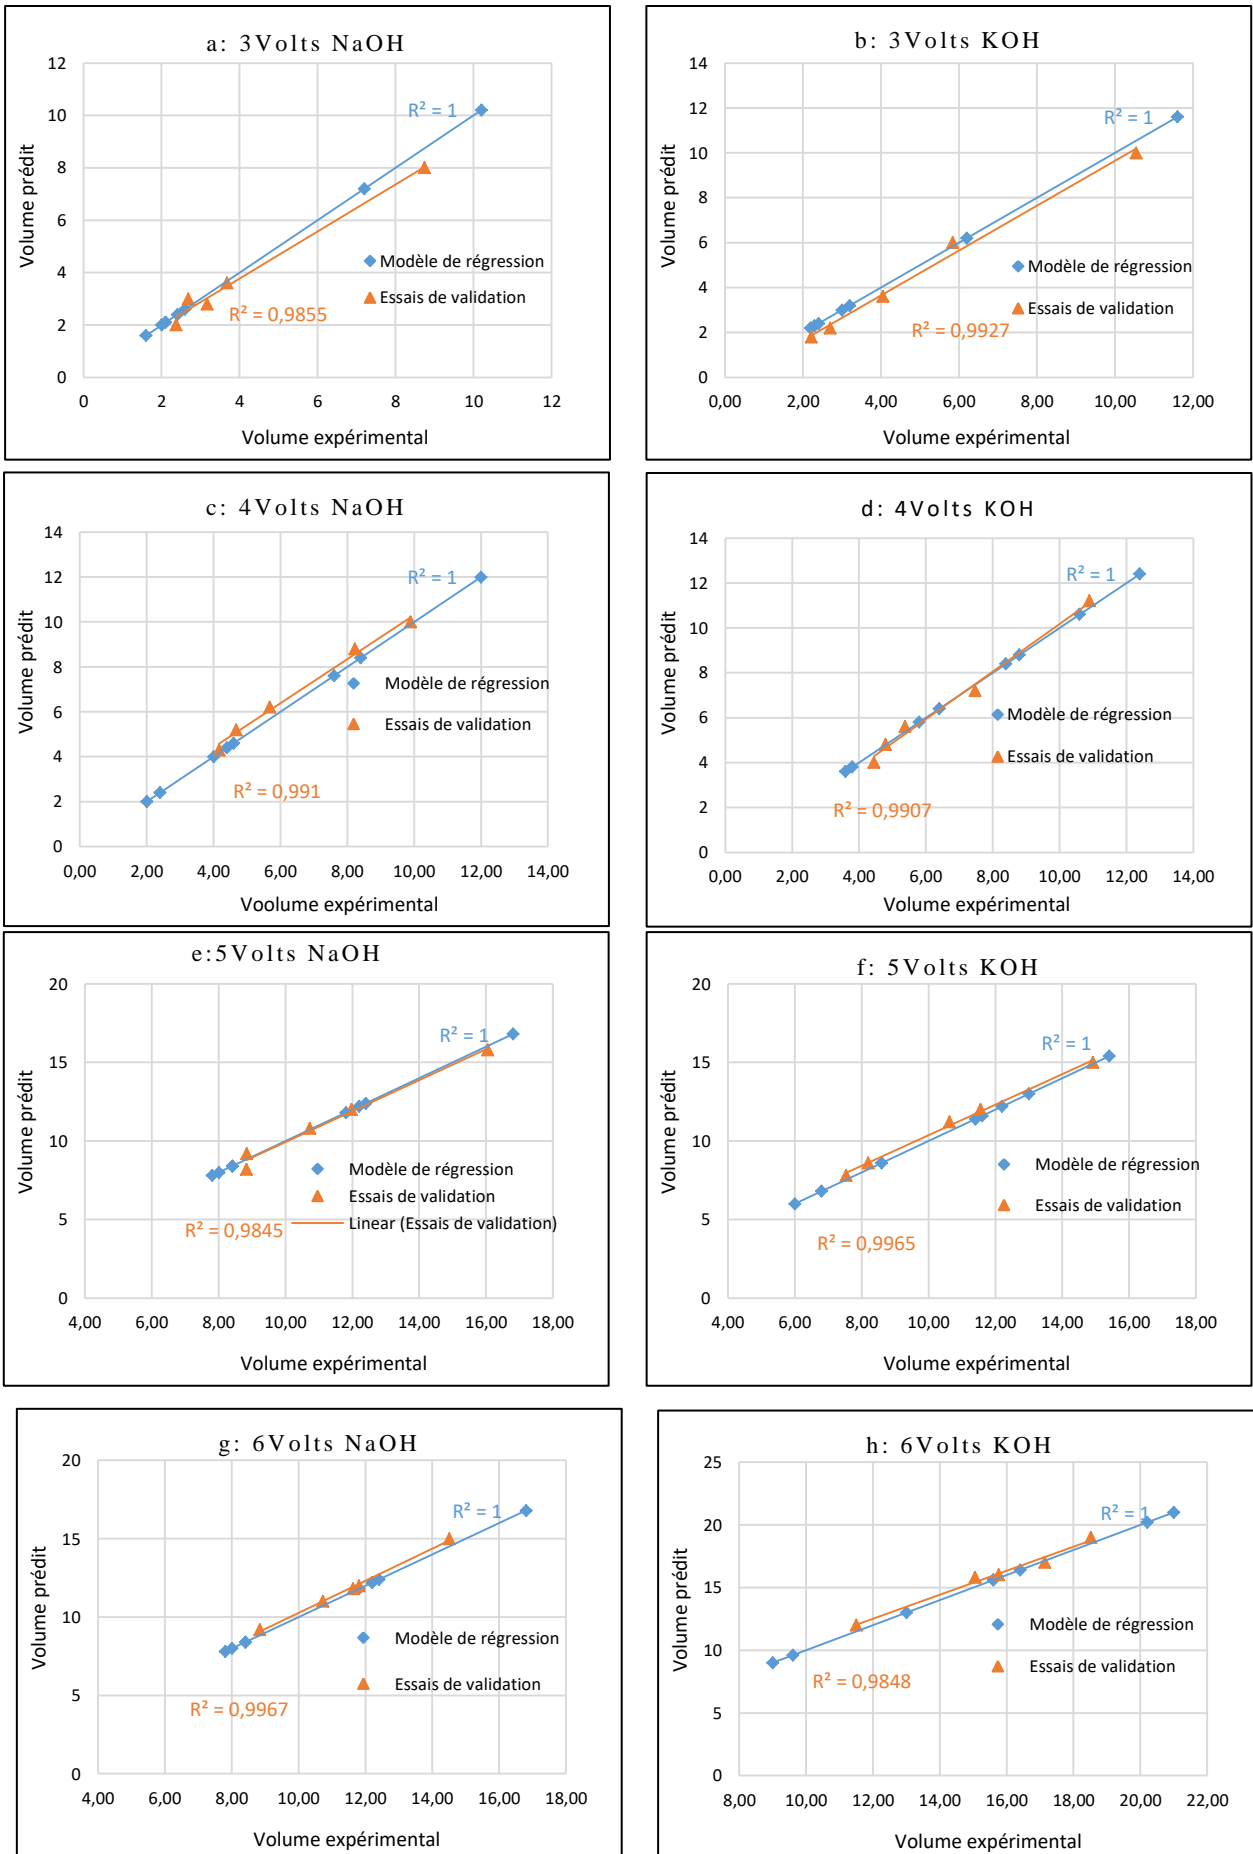 a: 3Volts NaOH
12
10
8
6
4
2
0
0 2 4 6 8 10 12
Volume prédit
Volume expérimental
R² = 1
R² = 0,9855
Modèle de régression
Essais de validation
b: 3Volts KOH
14
12
10
8
6
4
2
0
0,00 2,00 4,00 6,00 8,00 10,00 12,00
Volume prédit
Volume expérimental
R² = 1
R² = 0,9927
Modèle de régression
Essais de validation
c: 4Volts NaOH
14
12
10
8
6
4
2
0
0,00 2,00 4,00 6,00 8,00 10,00 12,00 14,00
Volume prédit
Voolume expérimental
R² = 1
R² = 0,991
Modèle de régression
Essais de validation
d: 4Volts KOH
14
12
10
8
6
4
2
0
0,00 2,00 4,00 6,00 8,00 10,00 12,00 14,00
Volume prédit
Volume expérimental
R² = 1
R² = 0,9907
Modèle de régression
Essais de validation
e:5Volts NaOH
20
15
10
5
0
4,00 6,00 8,00 10,00 12,00 14,00 16,00 18,00
Volume prédit
Volume expérimental
R² = 1
R² = 0,9845
Modèle de régression
Essais de validation
Linear (Essais de validation)
f: 5Volts KOH
20
15
10
5
0
4,00 6,00 8,00 10,00 12,00 14,00 16,00 18,00
Volume prédit
Volume expérimental
R² = 1
R² = 0,9965
Modèle de régression
Essais de validation
g: 6Volts NaOH
20
15
10
5
0
4,00 6,00 8,00 10,00 12,00 14,00 16,00 18,00
Volume prédit
Volume expérimental
R² = 1
R² = 0,9967
Modèle de régression
Essais de validation
h: 6Volts KOH
25
20
15
10
5
0
8,00 10,00 12,00 14,00 16,00 18,00 20,00 22,00
Volume prédit
Volume expérimental
R² = 1
R² = 0,9848
Modèle de régression
Essais de validation